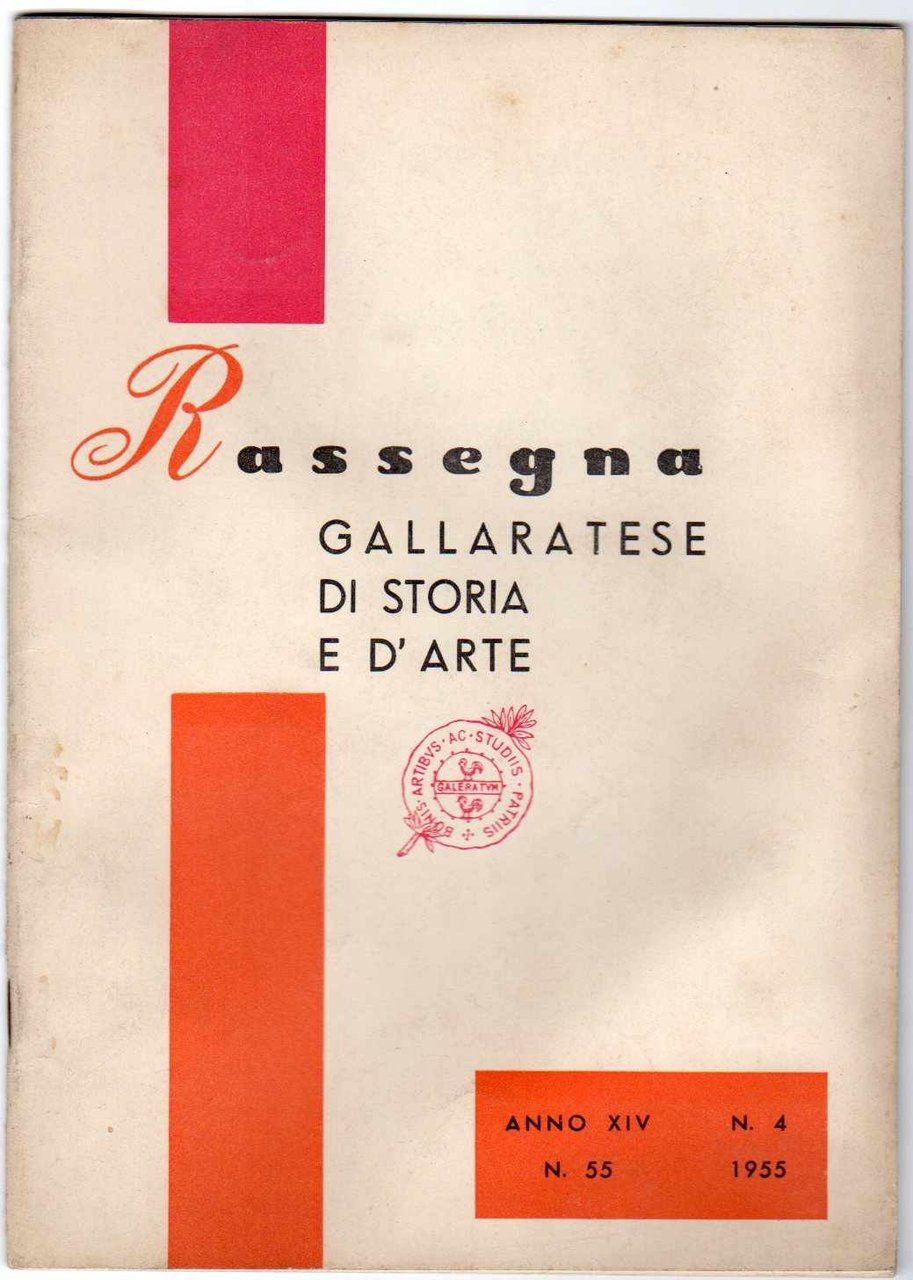 Rassegna
GALLARATESE
DI STORIA
E D'ARTE
BONIS·ARTIBVS·AC·STUDIIS·PATRIIS
GALERATVM
ANNO XIV N. 4
N. 55 1955